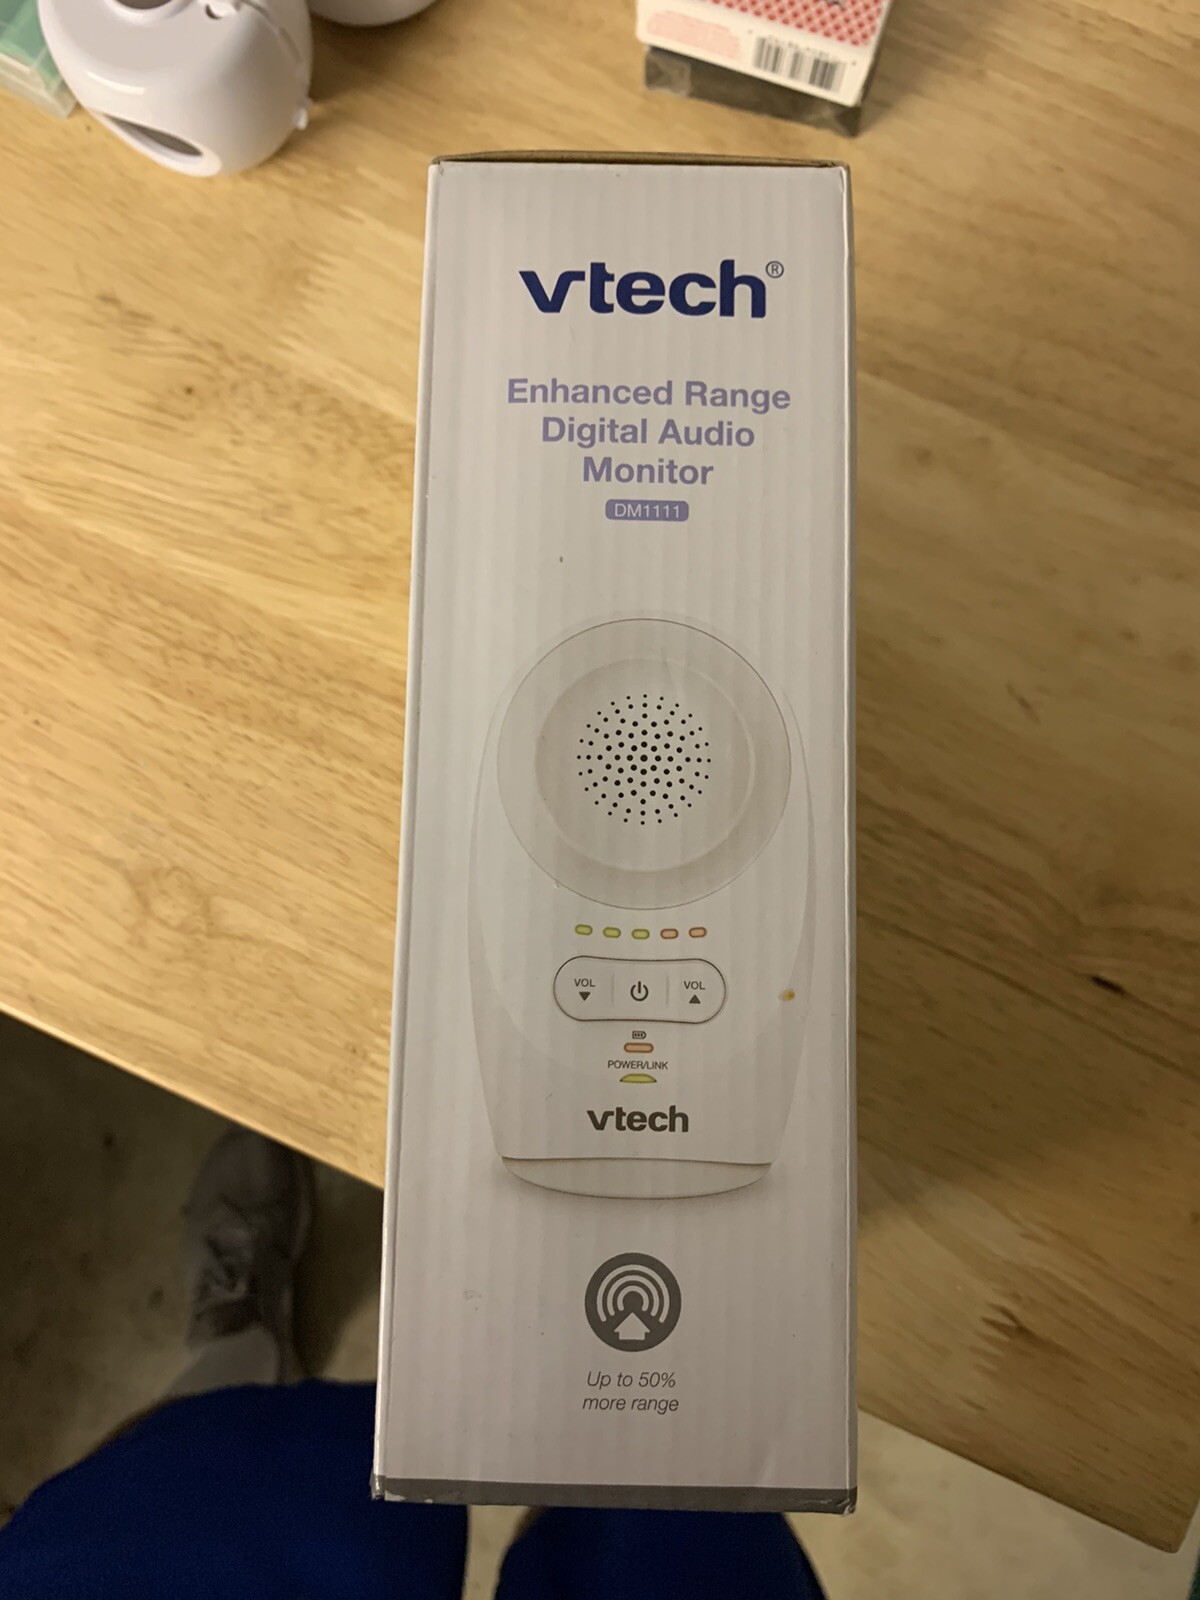 vtech®
Enhanced Range
Digital Audio
Monitor
DM1111
VOL
VOL
POWER/LINK
vtech
Up to 50%
more range